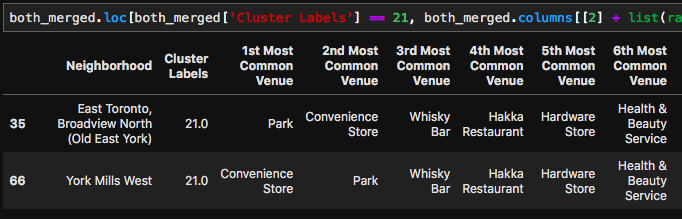 both_merged.loc[both_merged['Cluster Labels'] == 21, both_merged.columns[[2] + list(ra
Neighborhood Cluster Labels 1st Most Common Venue 2nd Most Common Venue 3rd Most Common Venue 4th Most Common Venue 5th Most Common Venue 6th Most Common Venue
35 East Toronto, Broadview North (Old East York) 21.0 Park Convenience Store Whisky Bar Hakka Restaurant Hardware Store Health & Beauty Service
66 York Mills West 21.0 Convenience Store Park Whisky Bar Hakka Restaurant Hardware Store Health & Beauty Service